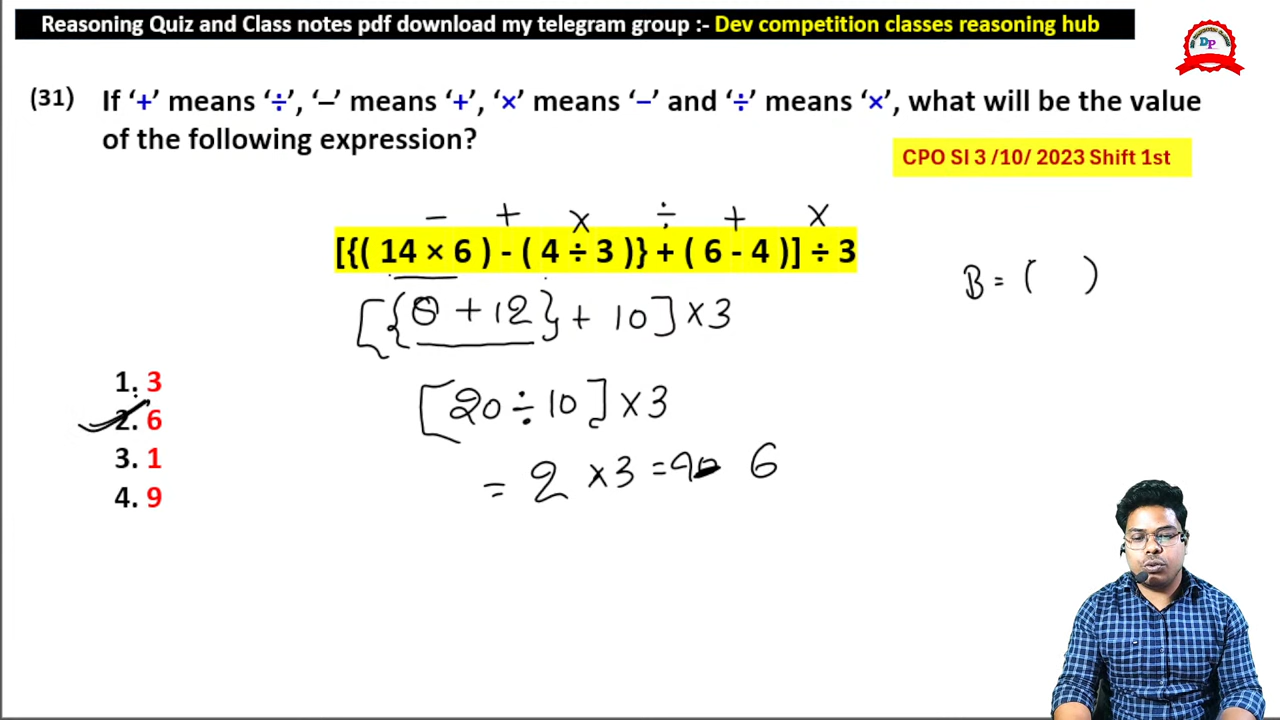 Reasoning Quiz and Class notes pdf download my telegram group :- Dev competition classes reasoning hub
DP
(31) If ‘+’ means ‘÷’, ‘–’ means ‘+’, ‘×’ means ‘–’ and ‘÷’ means ‘×’, what will be the value
of the following expression?
CPO SI 3 /10/ 2023 Shift 1st
– + × ÷ + ×
[{( 14 × 6 ) - ( 4 ÷ 3 )} + ( 6 - 4 )] ÷ 3
B = ( )
[{8 + 12} + 10] × 3
1. 3
[20 ÷ 10] × 3
2. 6
3. 1
= 2 × 3 = 6
4. 9